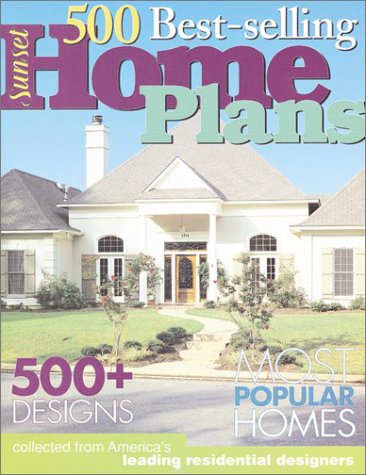 Sunset
500 Best-selling
Home
Plans
500+
DESIGNS
MOST
POPULAR
HOMES
collected from America's
leading residential designers